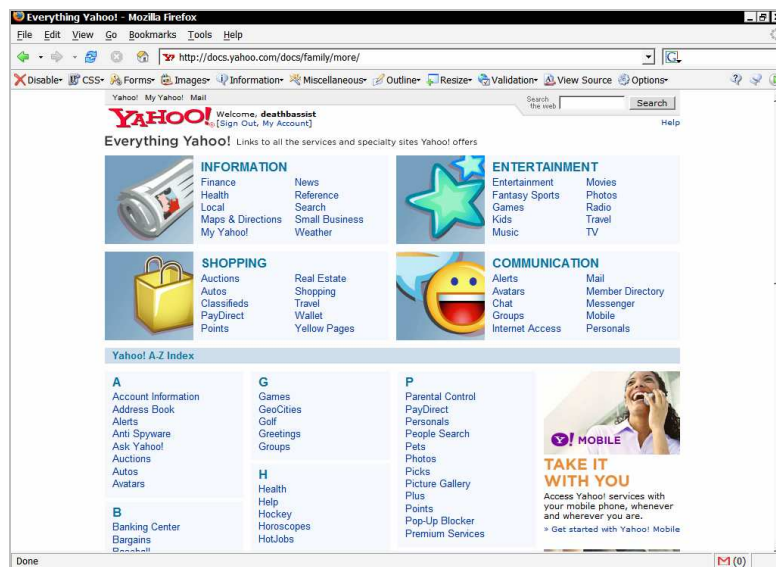 Everything Yahoo! - Mozilla Firefox
File Edit View Go Bookmarks Tools Help
http://docs.yahoo.com/docs/family/more/
Disable CSS Forms Images Information Miscellaneous Outline Resize Validation View Source Options
Yahoo! My Yahoo! Mail
Search the web
Search
YAHOO!
Welcome, deathbassist
[Sign Out, My Account]
Help
Everything Yahoo! Links to all the services and specialty sites Yahoo! offers
INFORMATION
Finance News
Health Reference
Local Search
Maps & Directions Small Business
My Yahoo! Weather
ENTERTAINMENT
Entertainment Movies
Fantasy Sports Photos
Games Radio
Kids Travel
Music TV
SHOPPING
Auctions Real Estate
Autos Shopping
Classifieds Travel
PayDirect Wallet
Points Yellow Pages
COMMUNICATION
Alerts Mail
Avatars Member Directory
Chat Messenger
Groups Mobile
Internet Access Personals
Yahoo! A-Z Index
A
Account Information
Address Book
Alerts
Anti Spyware
Ask Yahoo!
Auctions
Autos
Avatars
B
Banking Center
Bargains
Baseball
G
Games
GeoCities
Golf
Greetings
Groups
H
Health
Help
Hockey
Horoscopes
HotJobs
P
Parental Control
PayDirect
Personals
People Search
Pets
Photos
Picks
Picture Gallery
Plus
Points
Pop-Up Blocker
Premium Services
Y! MOBILE
TAKE IT
WITH YOU
Access Yahoo! services with
your mobile phone, whenever
and wherever you are.
» Get started with Yahoo! Mobile
Done
(0)